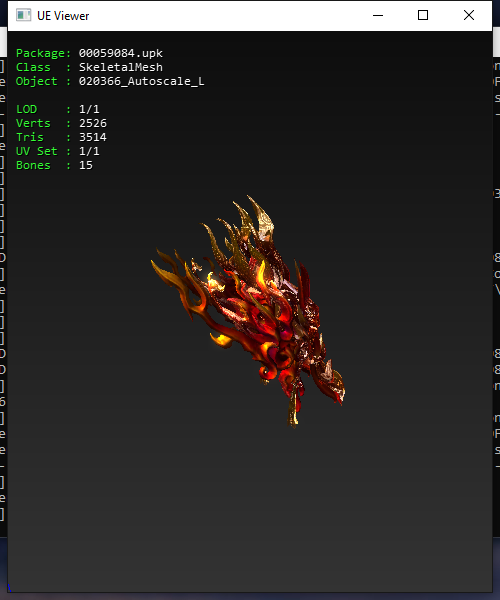 UE Viewer
Package: 00059084.upk
Class  : SkeletalMesh
Object : 020366_Autoscale_L
LOD    : 1/1
Verts  : 2526
Tris   : 3514
UV Set : 1/1
Bones  : 15